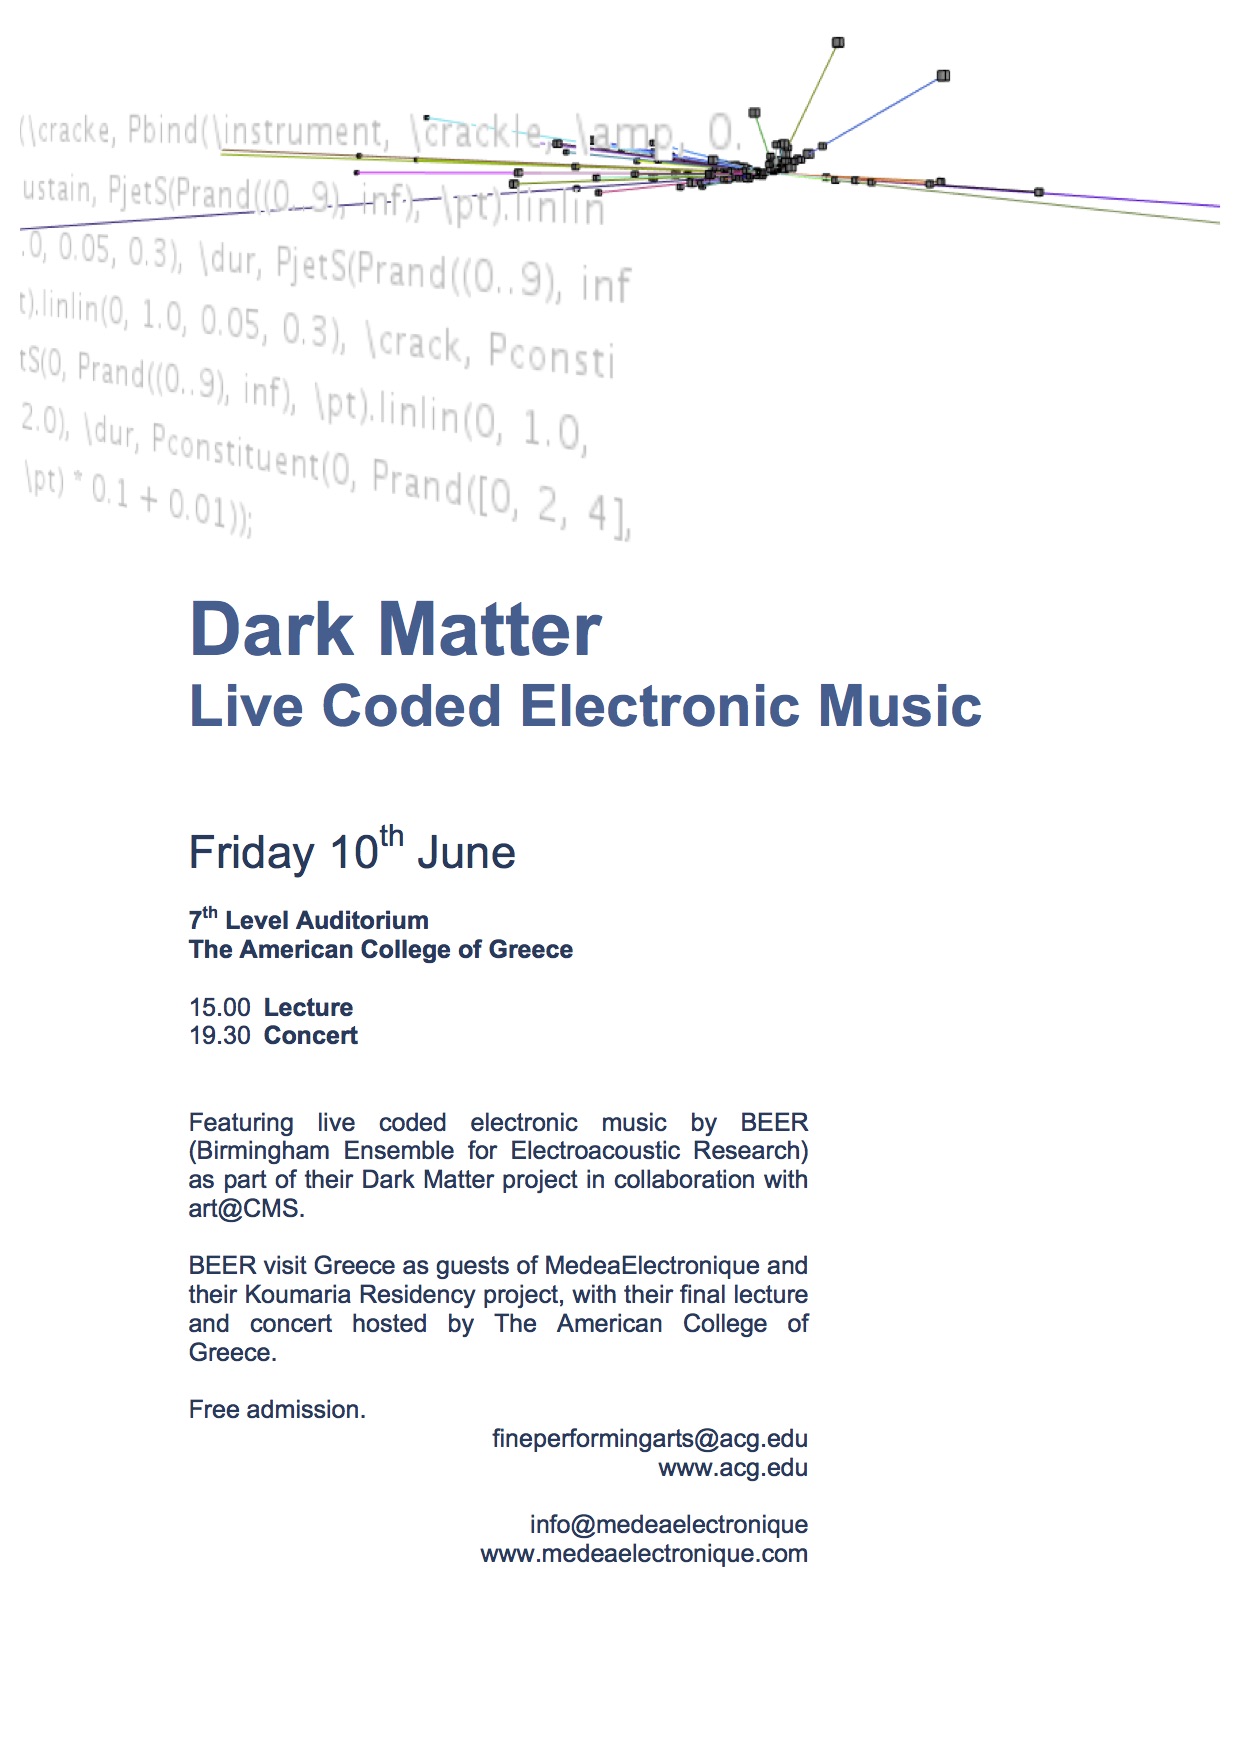 (\cracke, Pbind(\instrument, \crackle, \amp, 0.
ustain, PjetS(Prand((0..9), inf), \pt).linlin
.0, 0.05, 0.3), \dur, PjetS(Prand((0..9), inf
t).linlin(0, 1.0, 0.05, 0.3), \crack, Pconsti
tS(0, Prand((0..9), inf), \pt).linlin(0, 1.0,
2.0), \dur, Pconstituent(0, Prand([0, 2, 4],
\pt) * 0.1 + 0.01));
Dark Matter
Live Coded Electronic Music
Friday 10th June
7th Level Auditorium
The American College of Greece
15.00 Lecture
19.30 Concert
Featuring live coded electronic music by BEER
(Birmingham Ensemble for Electroacoustic Research)
as part of their Dark Matter project in collaboration with
art@CMS.
BEER visit Greece as guests of MedeaElectronique and
their Koumaria Residency project, with their final lecture
and concert hosted by The American College of
Greece.
Free admission.
fineperformingarts@acg.edu
www.acg.edu
info@medeaelectronique
www.medeaelectronique.com